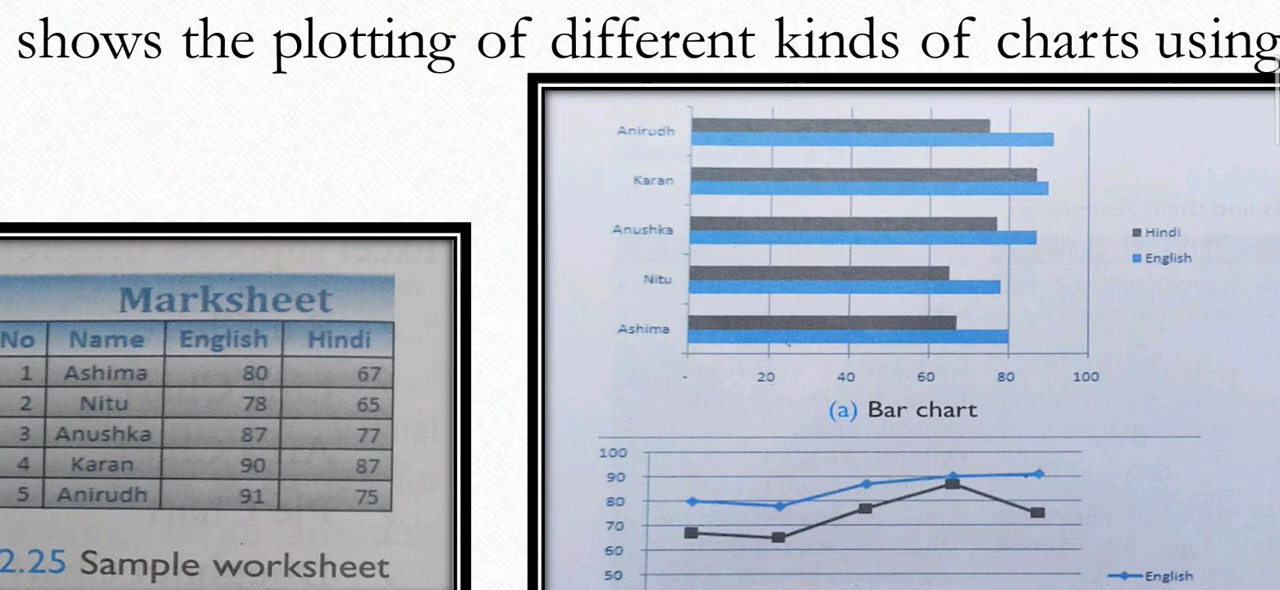 shows the plotting of different kinds of charts using
Marksheet
No Name English Hindi
1 Ashima 80 67
2 Nitu 78 65
3 Anushka 87 77
4 Karan 90 87
5 Anirudh 91 75
2.25 Sample worksheet
Anirudh
Karan
Anushka
Nitu
Ashima
- 20 40 60 80 100
Hindi
English
(a) Bar chart
100
90
80
70
60
50
English